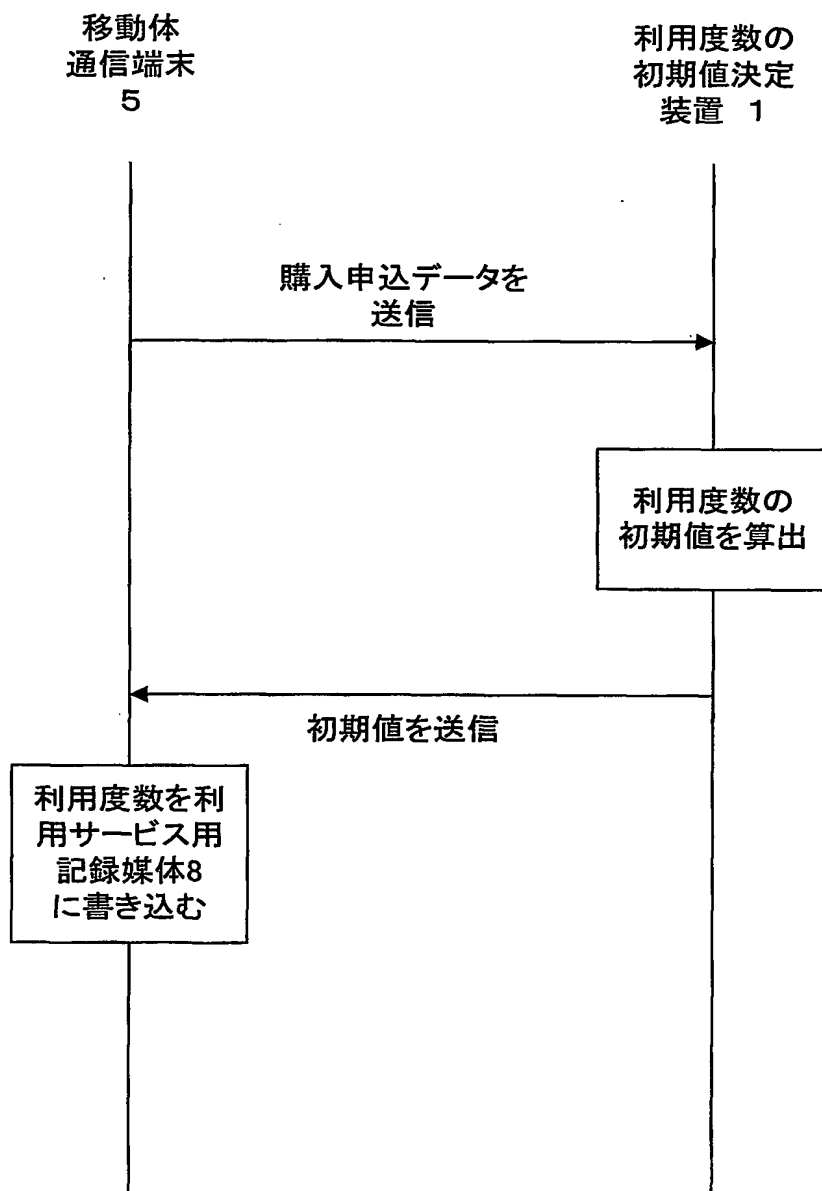 移動体
通信端末
5
利用度数の
初期値決定
装置 1
購入申込データを
送信
利用度数の
初期値を算出
初期値を送信
利用度数を利
用サービス用
記録媒体8
に書き込む